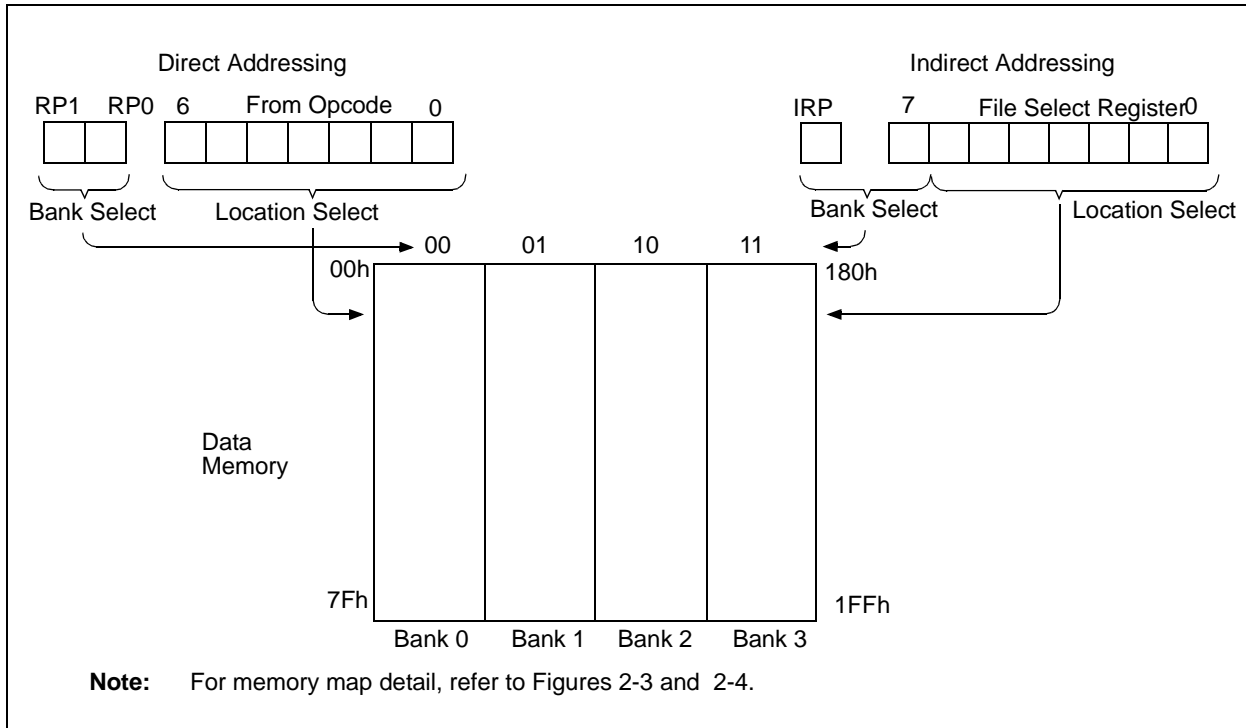 Direct Addressing
Indirect Addressing
RP1 RP0 6 From Opcode 0
IRP 7 File Select Register 0
Bank Select Location Select
Bank Select Location Select
00 01 10 11
00h 180h
Data
Memory
7Fh 1FFh
Bank 0 Bank 1 Bank 2 Bank 3
Note: For memory map detail, refer to Figures 2-3 and 2-4.